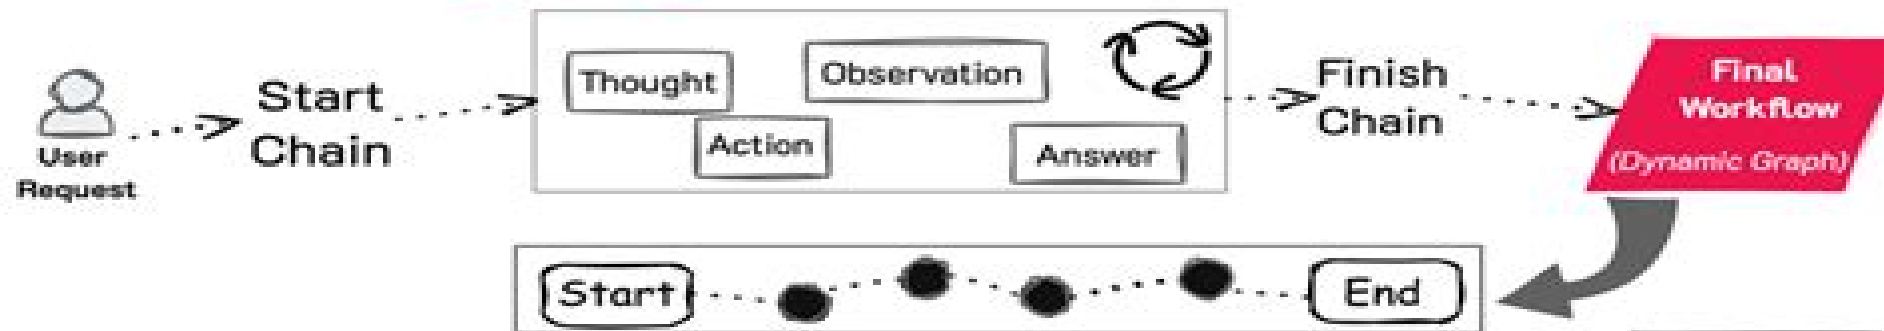 User
Request
Start
Chain
Thought
Observation
Action
Answer
Finish
Chain
Final
Workflow
(Dynamic Graph)
Start
End